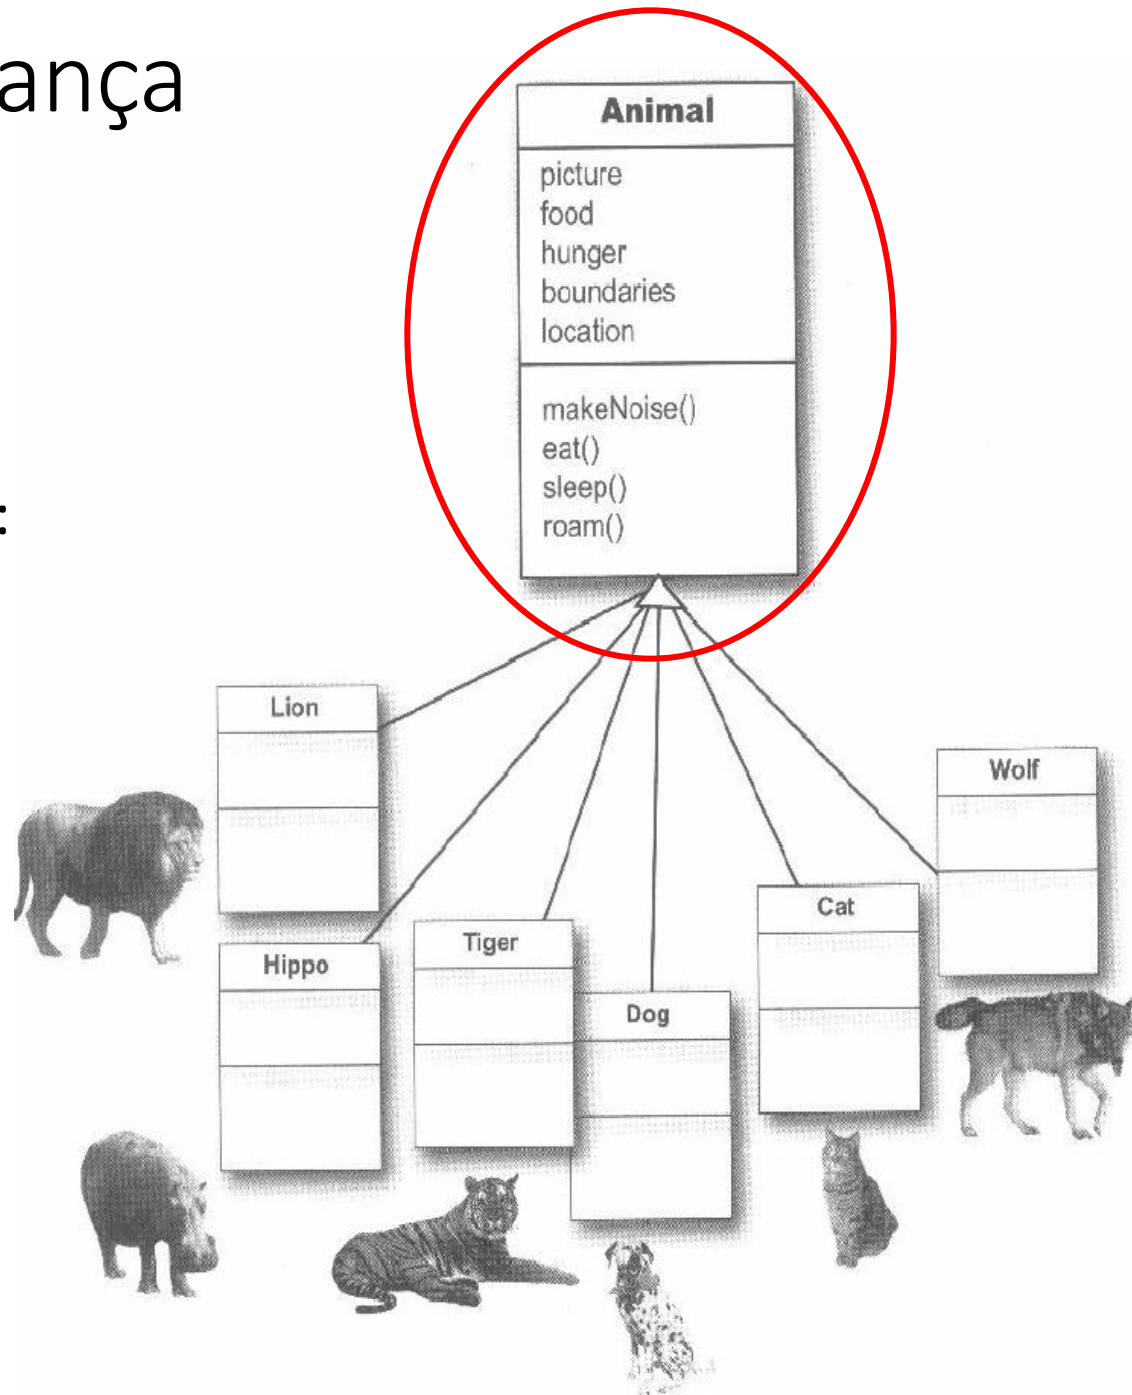 ança
Animal
picture
food
hunger
boundaries
location
makeNoise()
eat()
sleep()
roam()
:
Lion
Wolf
Cat
Tiger
Hippo
Dog